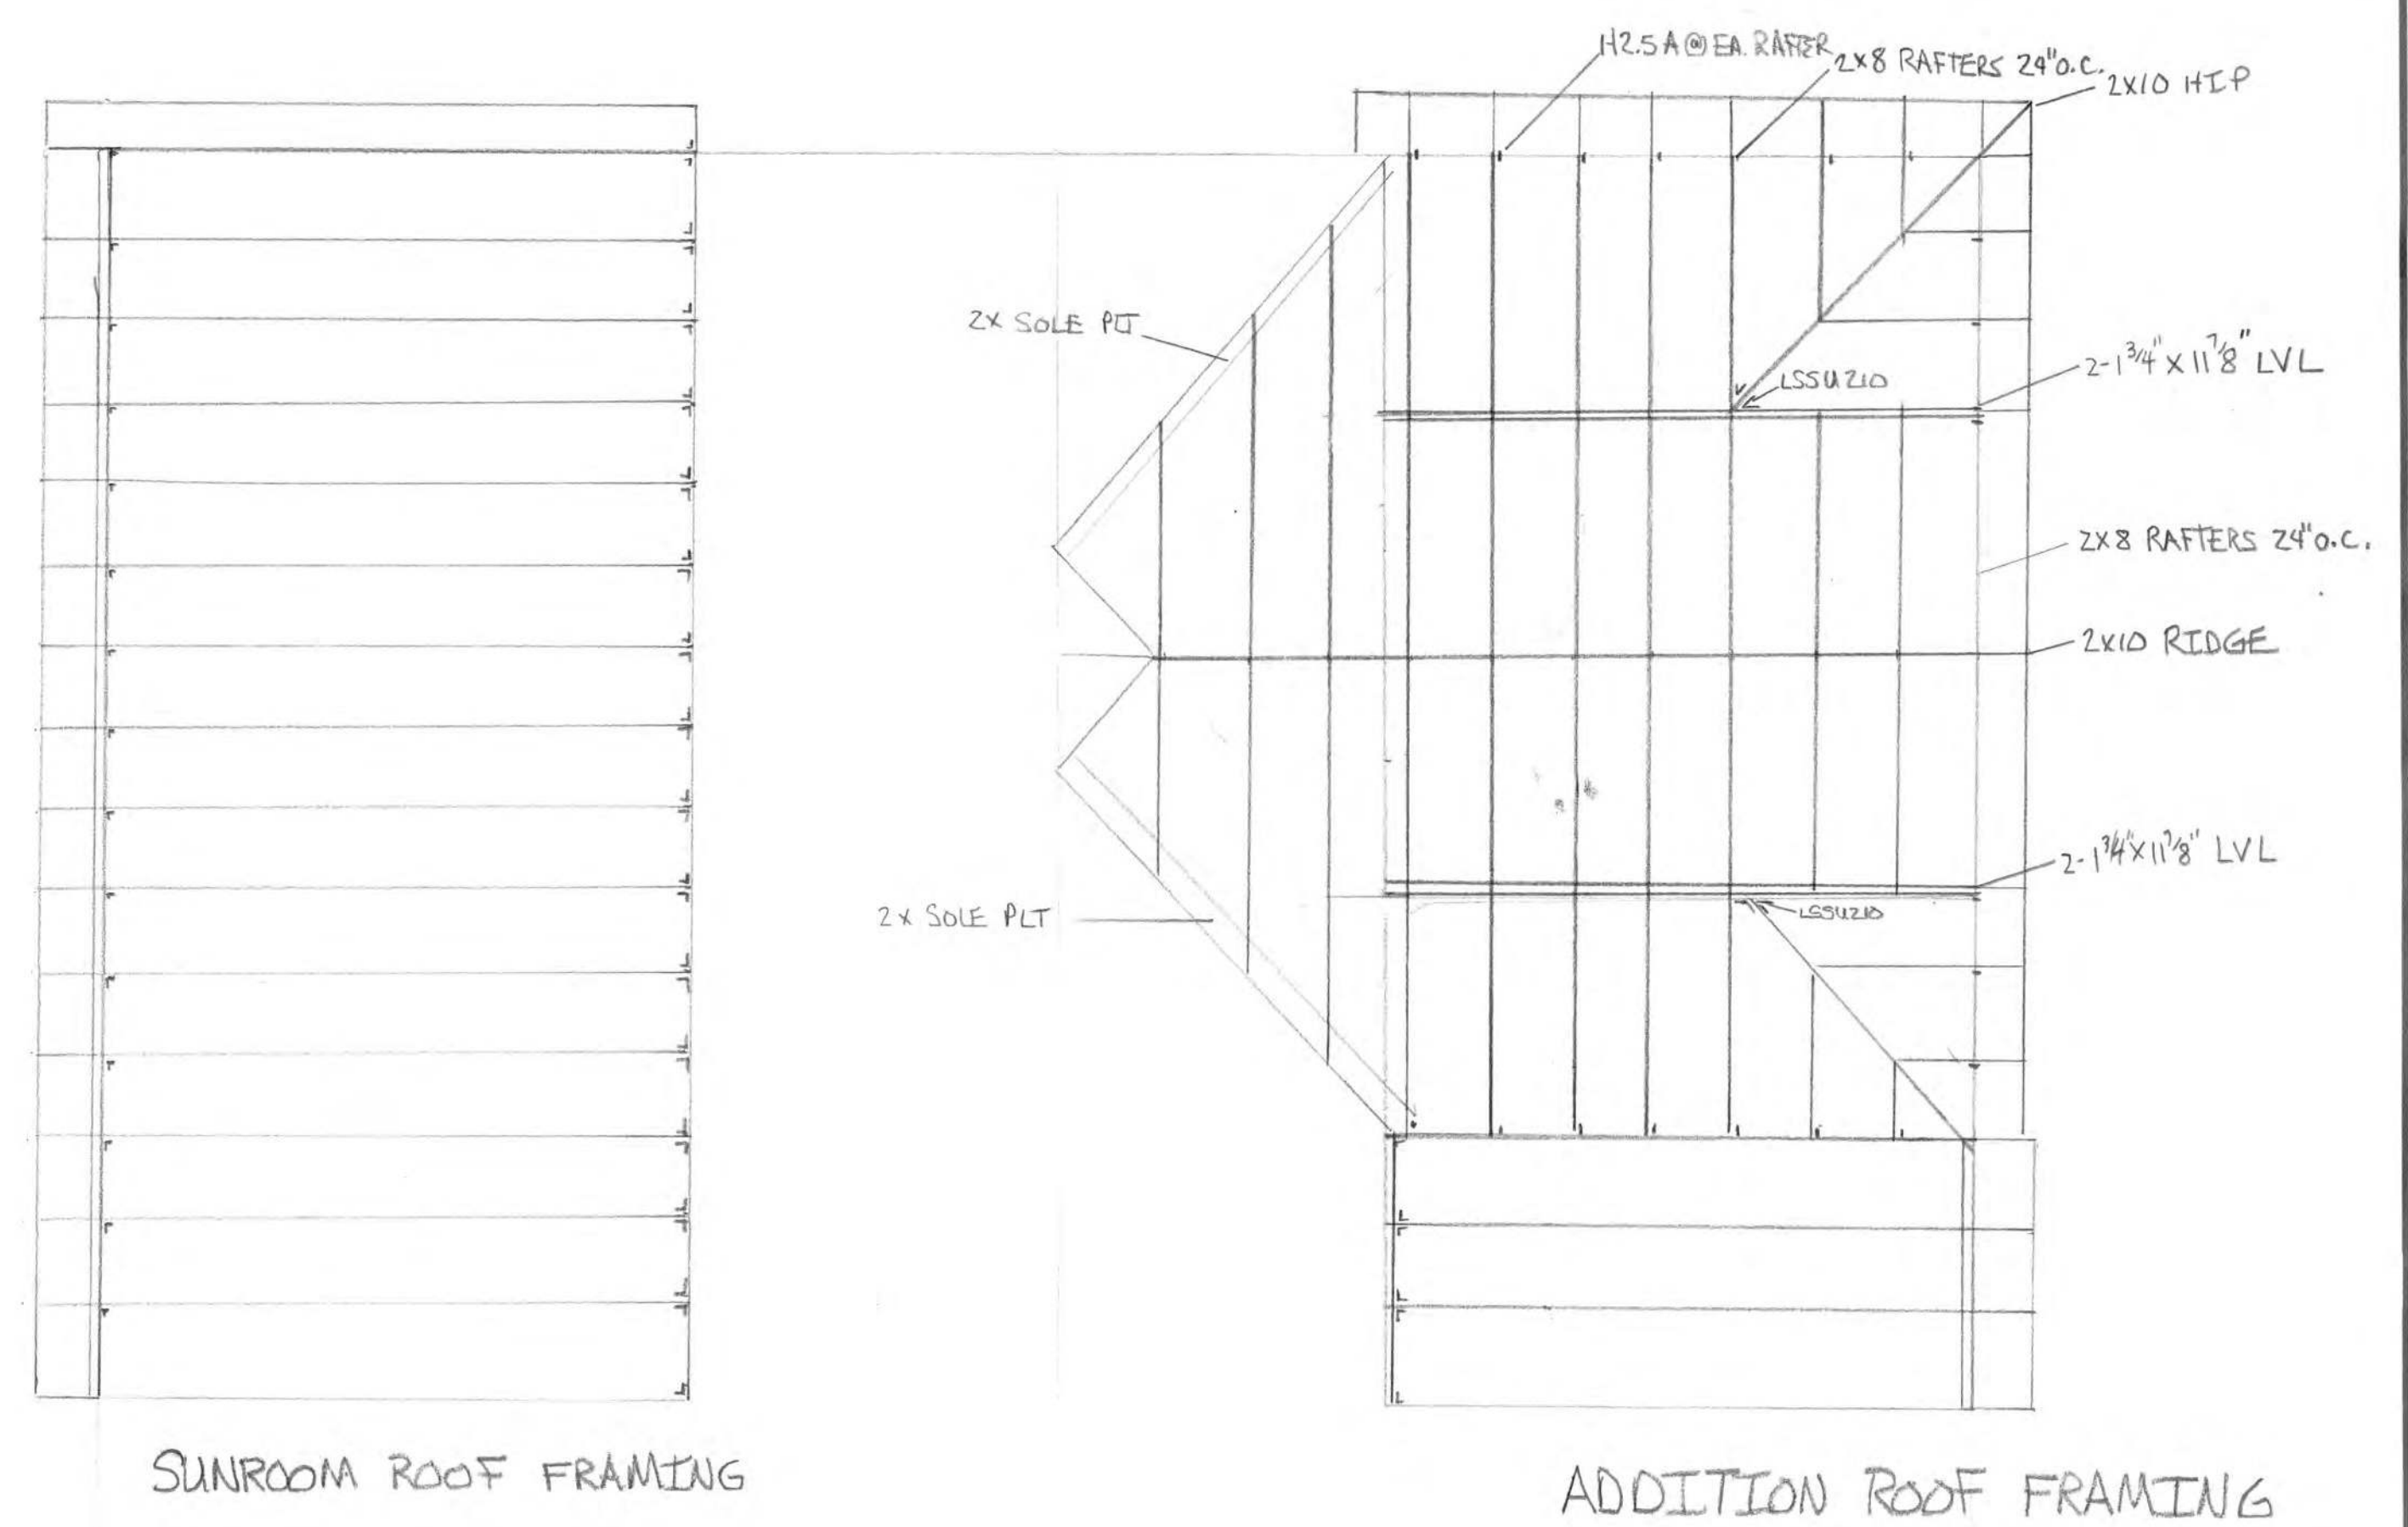 H2.5A @ EA. RAFTER
2X8 RAFTERS 24" O.C.
2X10 HIP
2X SOLE PLT
LSSU210
2-1 3/4" X 11 7/8" LVL
2X8 RAFTERS 24" O.C.
2X10 RIDGE
2-1 3/4" X 11 7/8" LVL
2X SOLE PLT
LSSU210
SUNROOM ROOF FRAMING
ADDITION ROOF FRAMING